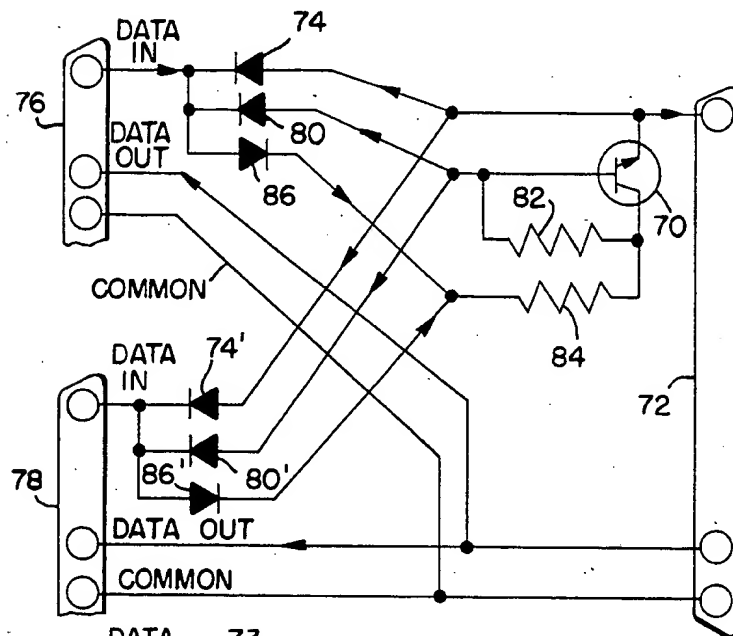 DATA
IN
74
76
80
DATA
OUT
86
82
70
COMMON
84
DATA
IN
74'
72
78
86'
80'
DATA OUT
COMMON
DATA